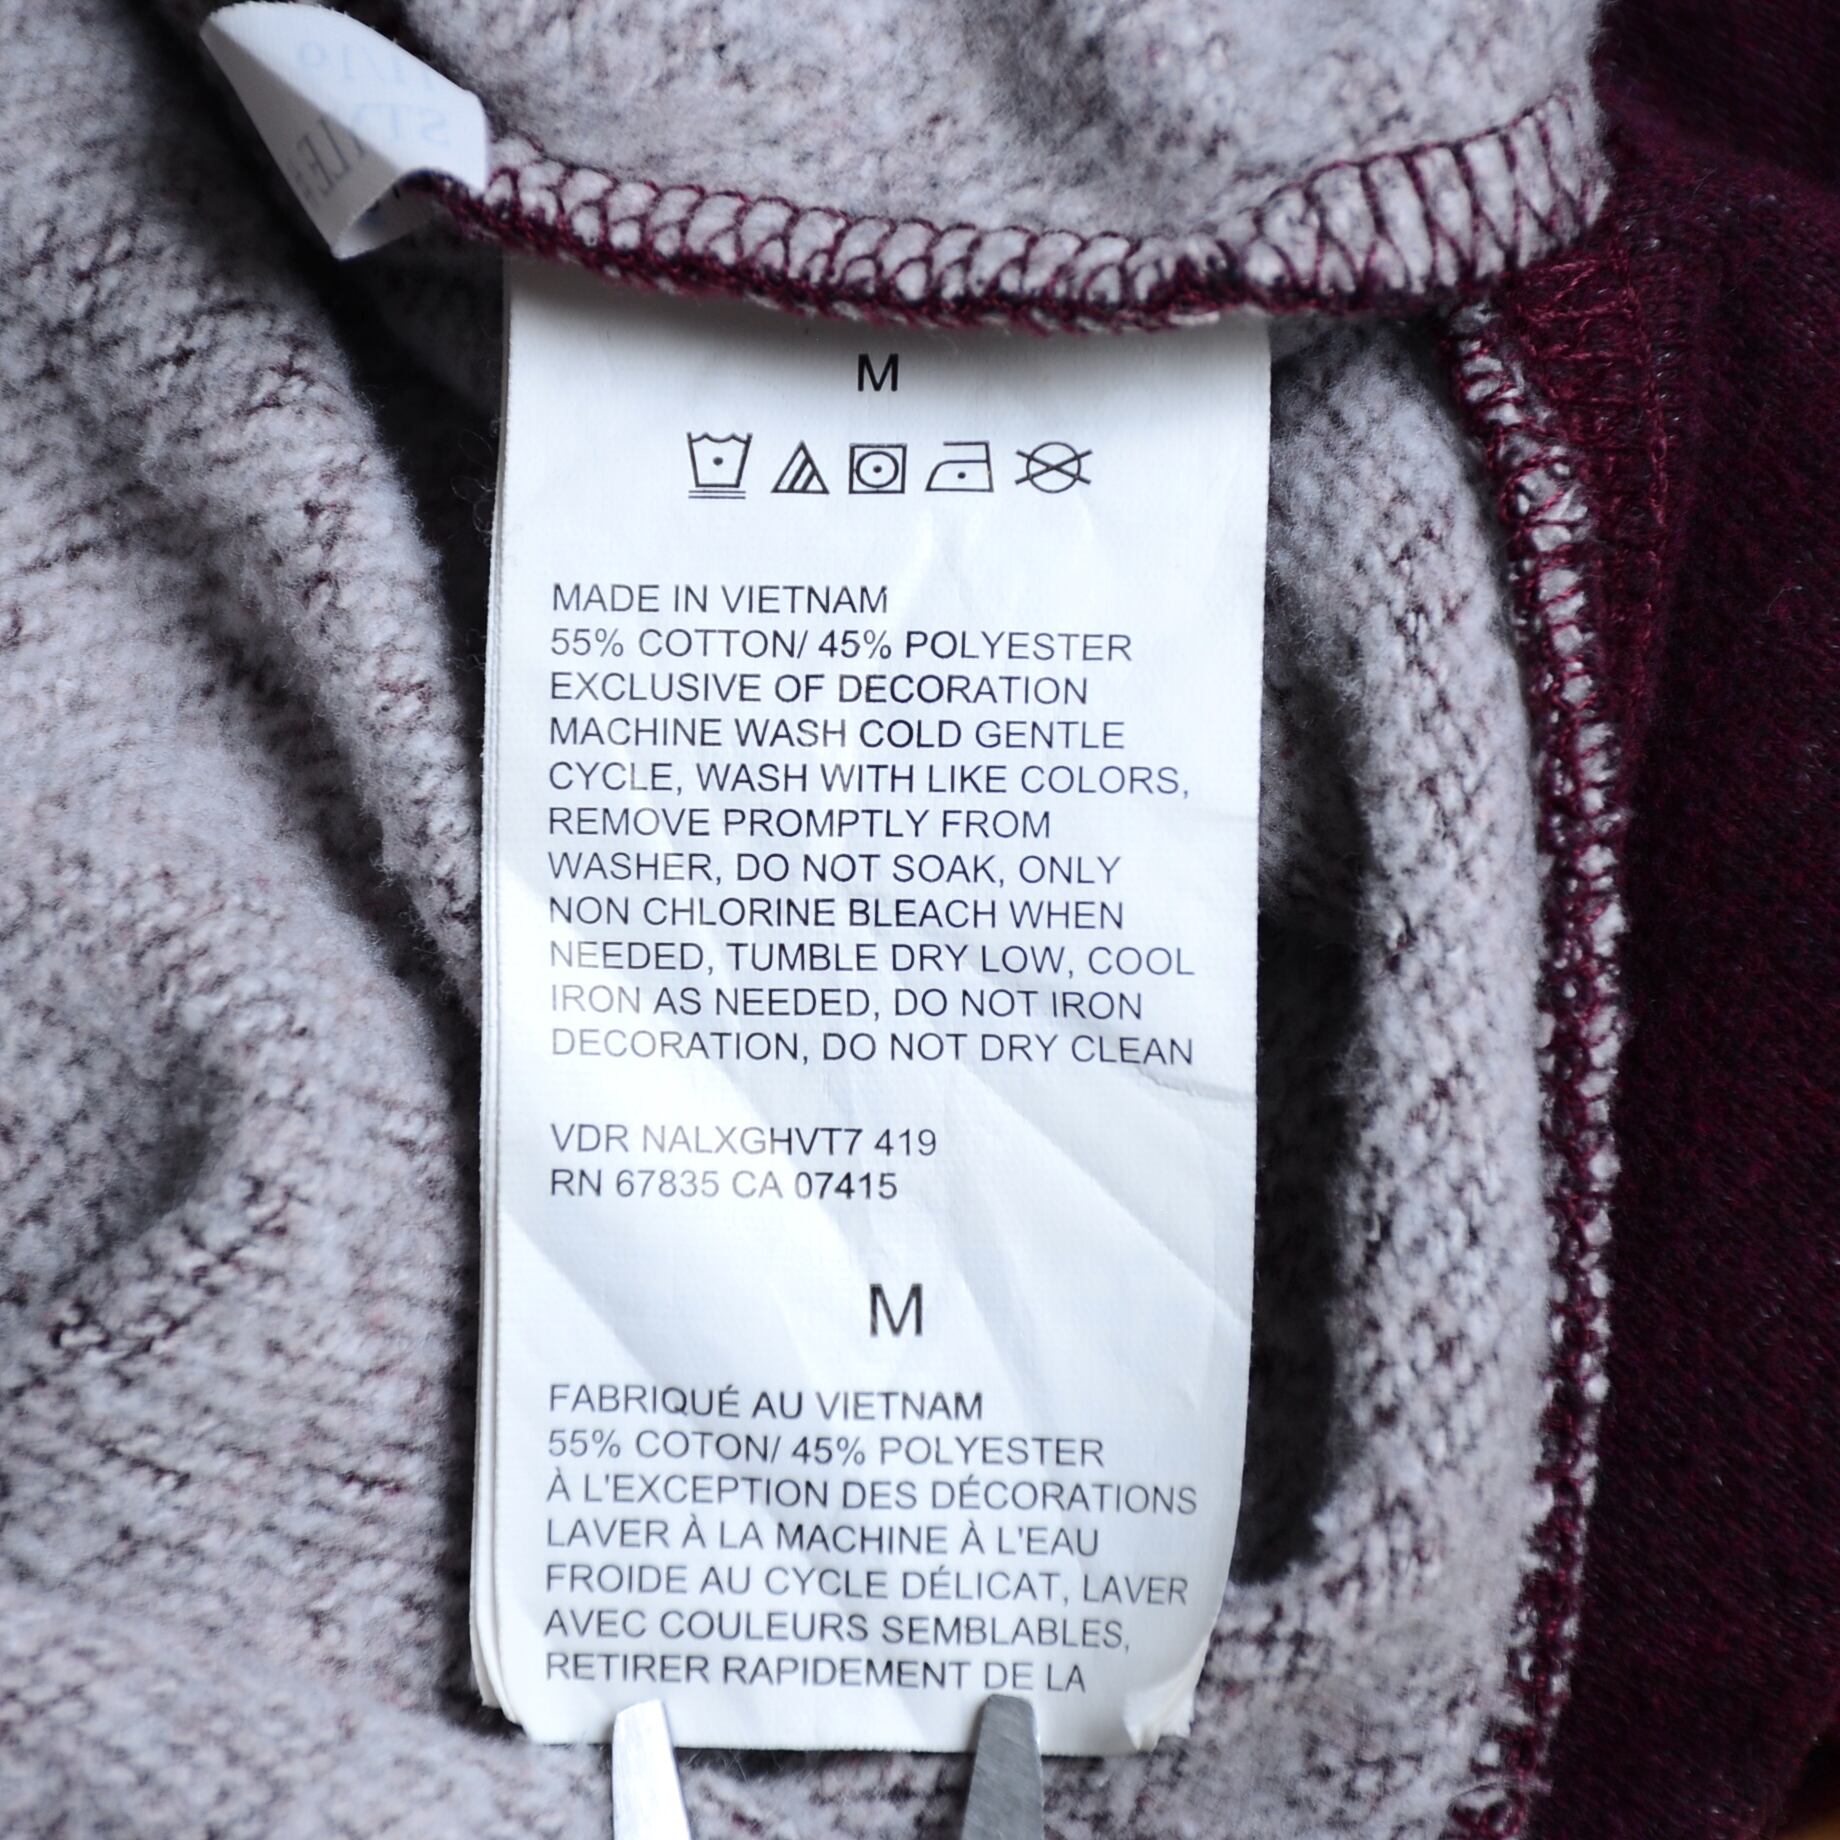 M
MADE IN VIETNAM
55% COTTON/ 45% POLYESTER
EXCLUSIVE OF DECORATION
MACHINE WASH COLD GENTLE
CYCLE, WASH WITH LIKE COLORS,
REMOVE PROMPTLY FROM
WASHER, DO NOT SOAK, ONLY
NON CHLORINE BLEACH WHEN
NEEDED, TUMBLE DRY LOW, COOL
IRON AS NEEDED, DO NOT IRON
DECORATION, DO NOT DRY CLEAN
VDR NALXGHVT7 419
RN 67835 CA 07415
M
FABRIQUÉ AU VIETNAM
55% COTON/ 45% POLYESTER
À L'EXCEPTION DES DÉCORATIONS
LAVER À LA MACHINE À L'EAU
FROIDE AU CYCLE DÉLICAT, LAVER
AVEC COULEURS SEMBLABLES,
RETIRER RAPIDEMENT DE LA